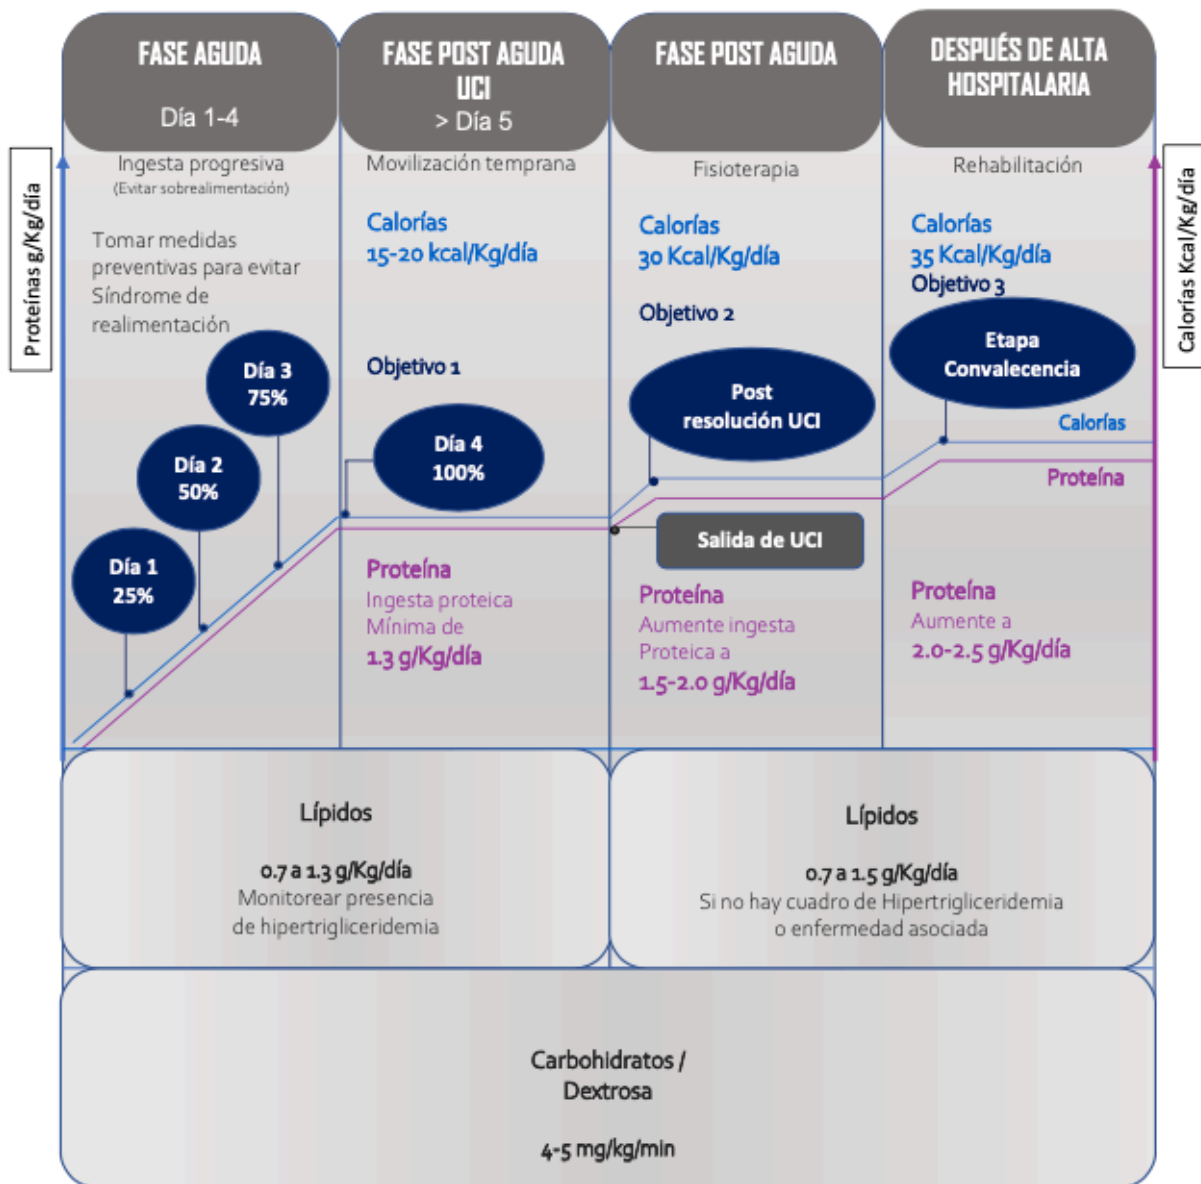 FASE AGUDA
Día 1-4
FASE POST AGUDA
UCI
> Día 5
FASE POST AGUDA
DESPUÉS DE ALTA
HOSPITALARIA
Proteínas g/Kg/día
Calorías Kcal/Kg/día
Ingesta progresiva
(Evitar sobrealimentación)
Tomar medidas
preventivas para evitar
Síndrome de
realimentación
Día 1
25%
Día 2
50%
Día 3
75%
Movilización temprana
Calorías
15-20 kcal/Kg/día
Objetivo 1
Día 4
100%
Proteína
Ingesta proteica
Mínima de
1.3 g/Kg/día
Fisioterapia
Calorías
30 Kcal/Kg/día
Objetivo 2
Post
resolución UCI
Salida de UCI
Proteína
Aumente ingesta
Proteica a
1.5-2.0 g/Kg/día
Rehabilitación
Calorías
35 Kcal/Kg/día
Objetivo 3
Etapa
Convalecencia
Calorías
Proteína
Proteína
Aumente a
2.0-2.5 g/Kg/día
Lípidos
0.7 a 1.3 g/Kg/día
Monitorear presencia
de hipertrigliceridemia
Lípidos
0.7 a 1.5 g/Kg/día
Si no hay cuadro de Hipertrigliceridemia
o enfermedad asociada
Carbohidratos /
Dextrosa
4-5 mg/kg/min